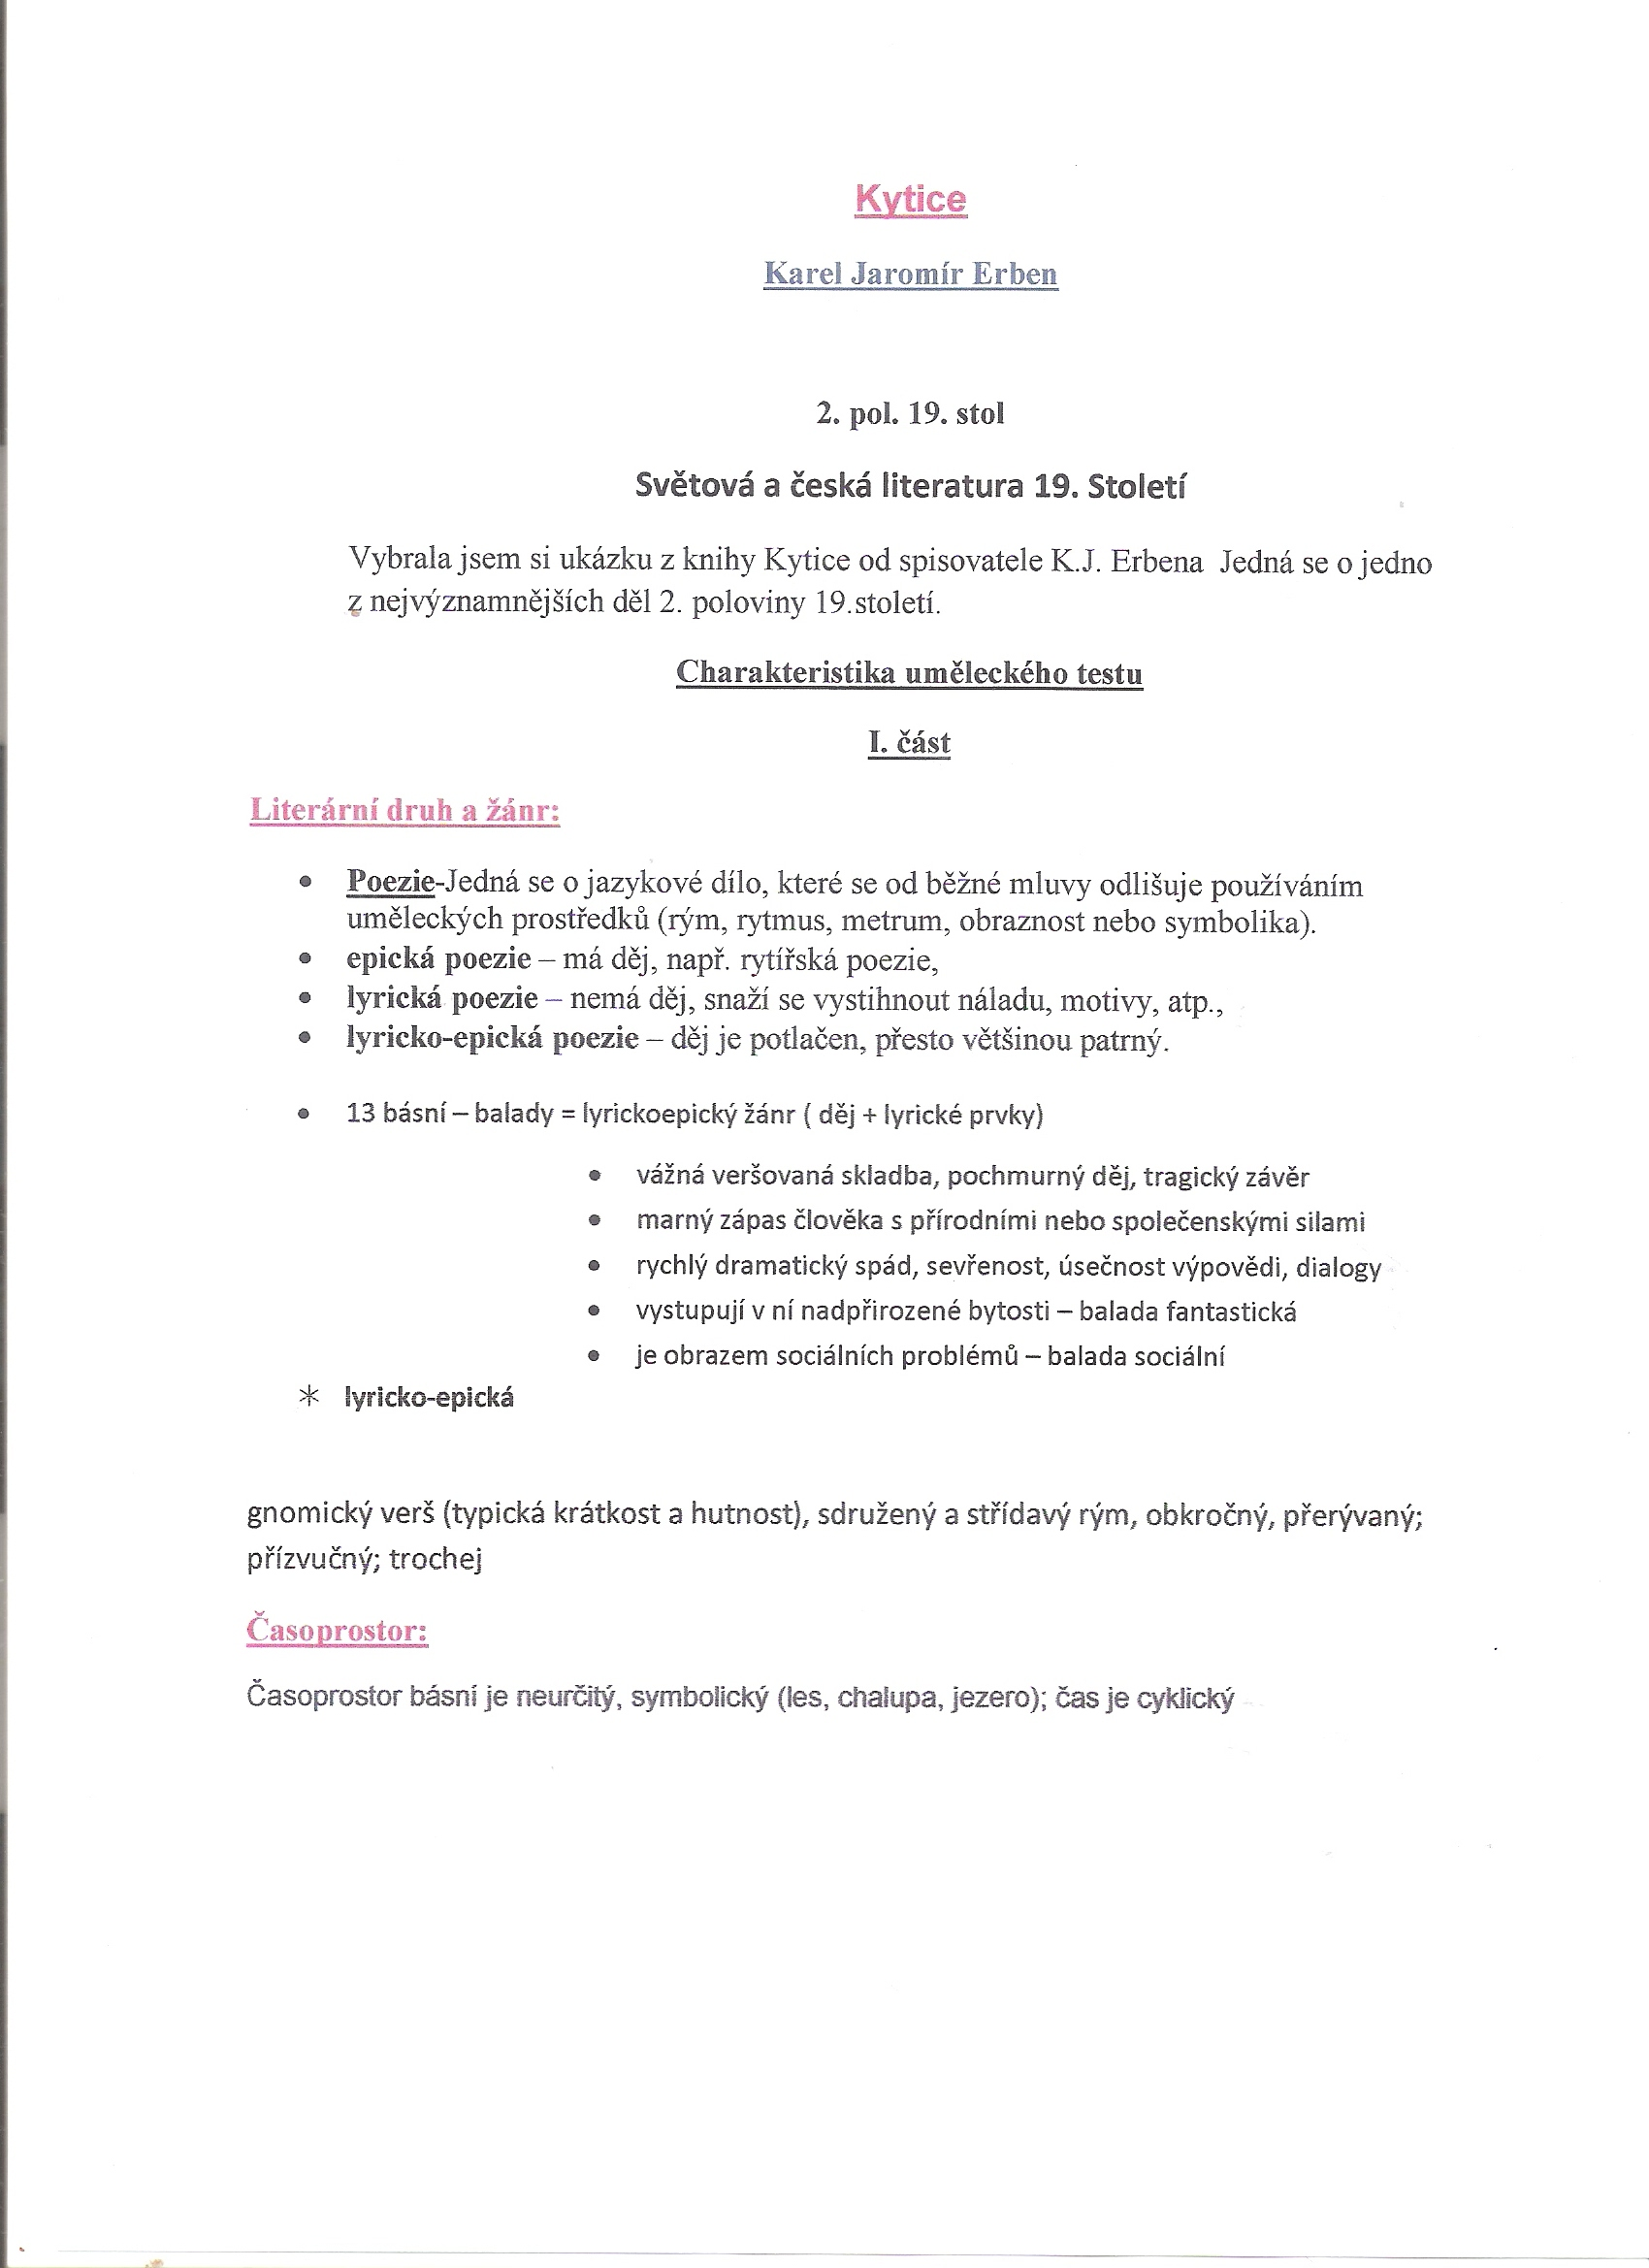 Kytice
Karel Jaromír Erben
2. pol. 19. stol
Světová a česká literatura 19. Století
Vybrala jsem si ukázku z knihy Kytice od spisovatele K.J. Erbena  Jedná se o jedno
z nejvýznamnějších děl 2. poloviny 19.století.
Charakteristika uměleckého testu
I. část
Literární druh a žánr:
• Poezie-Jedná se o jazykové dílo, které se od běžné mluvy odlišuje používáním
uměleckých prostředků (rým, rytmus, metrum, obraznost nebo symbolika).
• epická poezie – má děj, např. rytířská poezie,
• lyrická poezie – nemá děj, snaží se vystihnout náladu, motivy, atp.,
• lyricko-epická poezie – děj je potlačen, přesto většinou patrný.
• 13 básní – balady = lyrickoepický žánr ( děj + lyrické prvky)
• vážná veršovaná skladba, pochmurný děj, tragický závěr
• marný zápas člověka s přírodními nebo společenskými silami
• rychlý dramatický spád, sevřenost, úsečnost výpovědi, dialogy
• vystupují v ní nadpřirozené bytosti – balada fantastická
• je obrazem sociálních problémů – balada sociální
* lyricko-epická
gnomický verš (typická krátkost a hutnost), sdružený a střídavý rým, obkročný, přerývaný;
přízvučný; trochej
Časoprostor:
Časoprostor básní je neurčitý, symbolický (les, chalupa, jezero); čas je cyklický